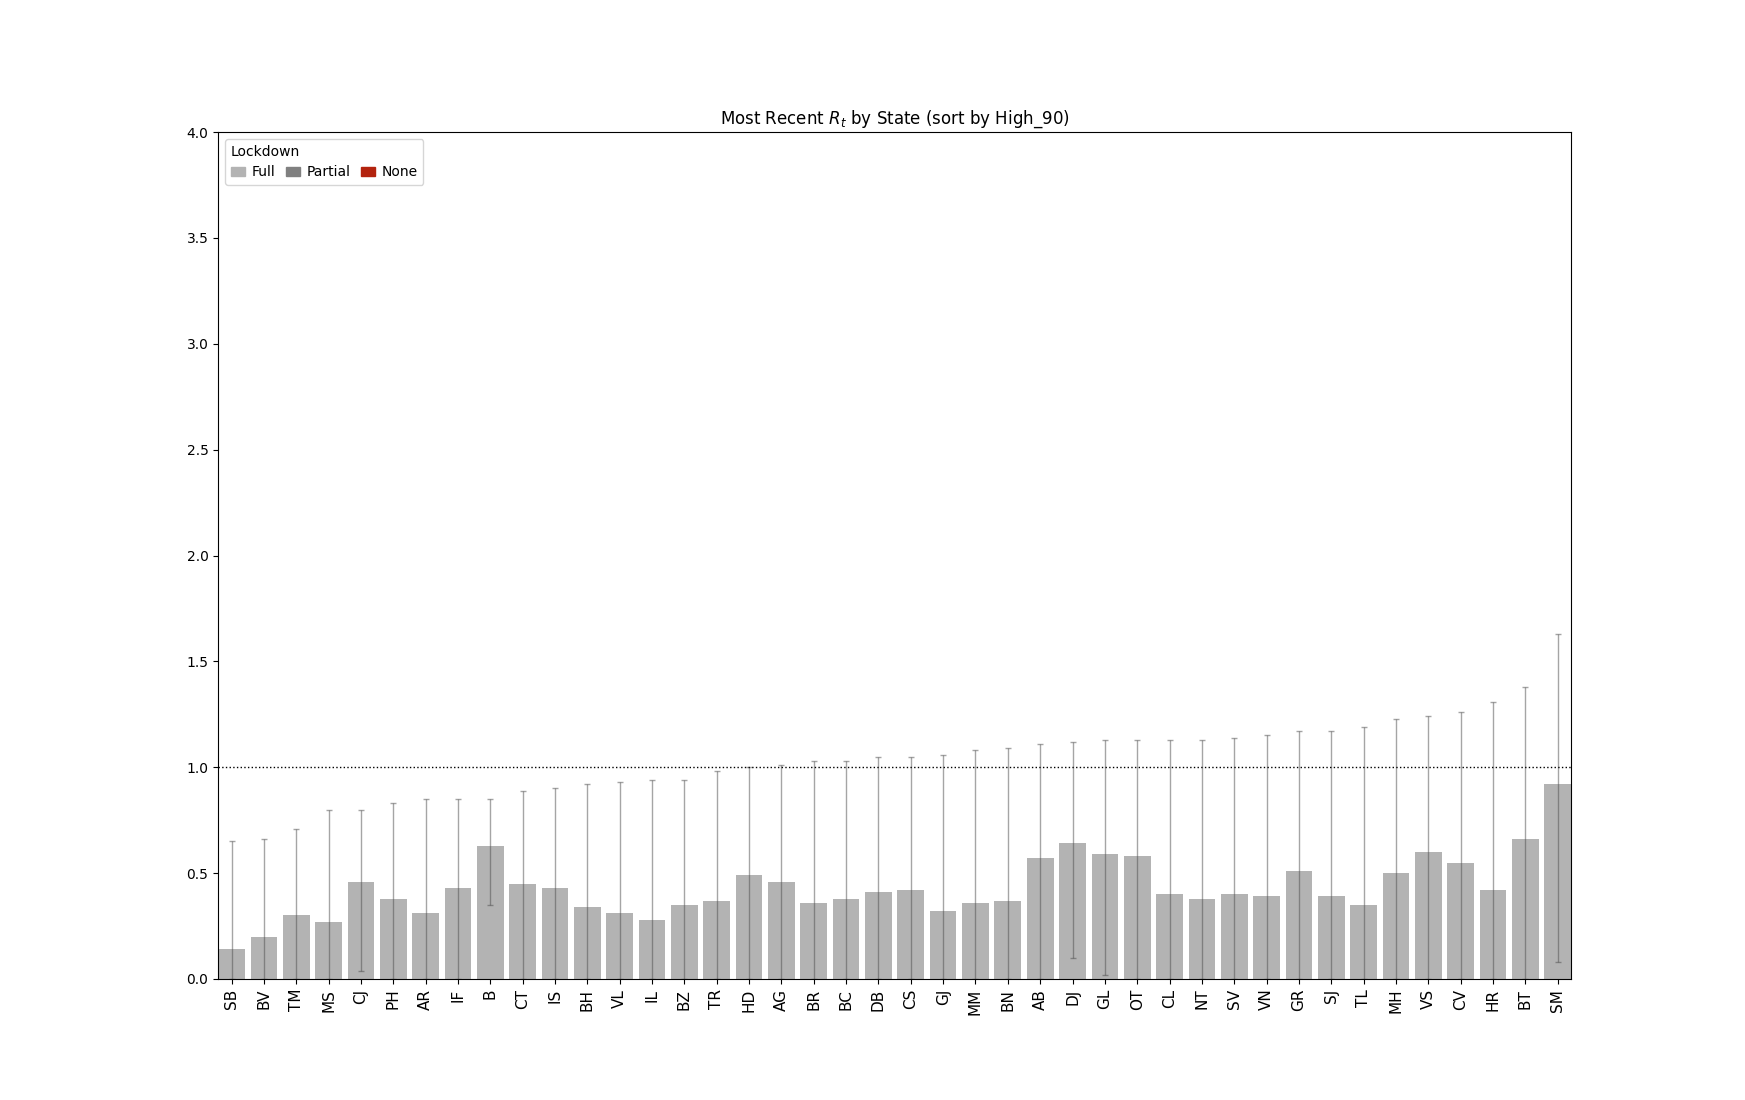 Most Recent R_t by State (sort by High_90)
4.0
Lockdown
Full Partial None
3.5
3.0
2.5
2.0
1.5
1.0
0.5
0.0
SB BV TM MS CJ PH AR IF B CT IS BH VL IL BZ TR HD AG BR BC DB CS GJ MM BN AB DJ GL OT CL NT SV VN GR SJ TL MH VS CV HR BT SM